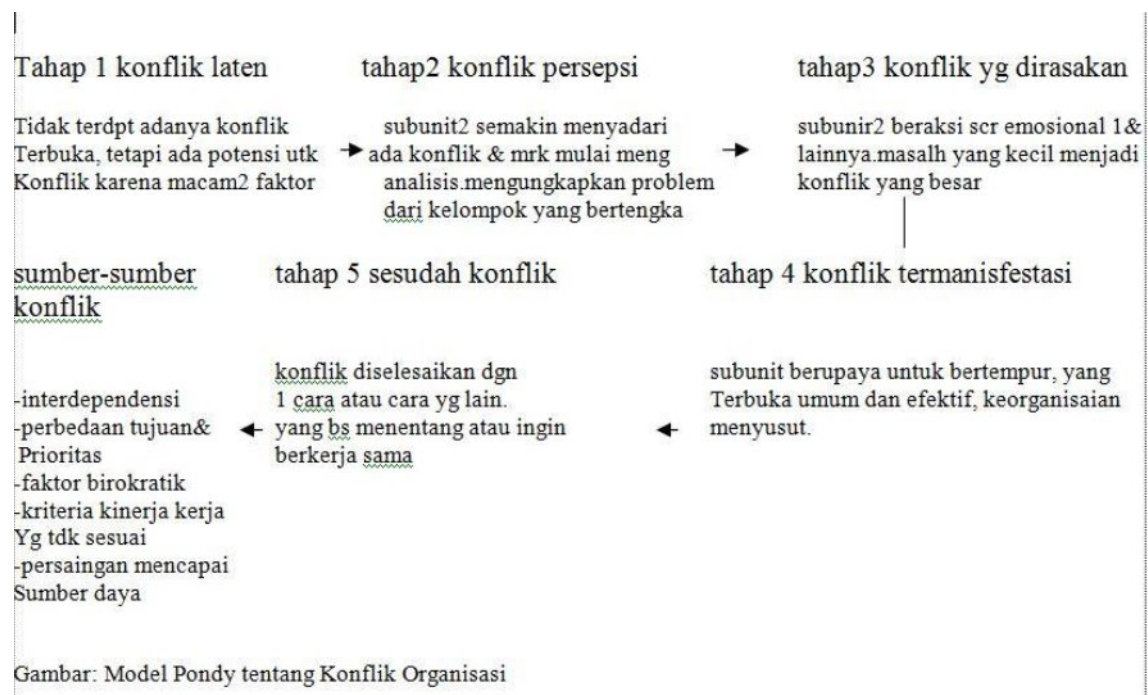 Tahap 1 konflik laten
Tidak terdpt adanya konflik
Terbuka, tetapi ada potensi utk
Konflik karena macam2 faktor
tahap2 konflik persepsi
subunit2 semakin menyadari
ada konflik & mrk mulai meng
analisis.mengungkapkan problem
dari kelompok yang bertengka
tahap3 konflik yg dirasakan
subunir2 beraksi scr emosional 1&
lainnya.masalh yang kecil menjadi
konflik yang besar
tahap 4 konflik termanisfestasi
subunit berupaya untuk bertempur, yang
Terbuka umum dan efektif, keorganisaian
menyusut.
tahap 5 sesudah konflik
konflik diselesaikan dgn
1 cara atau cara yg lain.
yang bs menentang atau ingin
berkerja sama
sumber-sumber
konflik
-interdependensi
-perbedaan tujuan&
Prioritas
-faktor birokratik
-kriteria kinerja kerja
Yg tdk sesuai
-persaingan mencapai
Sumber daya
Gambar: Model Pondy tentang Konflik Organisasi